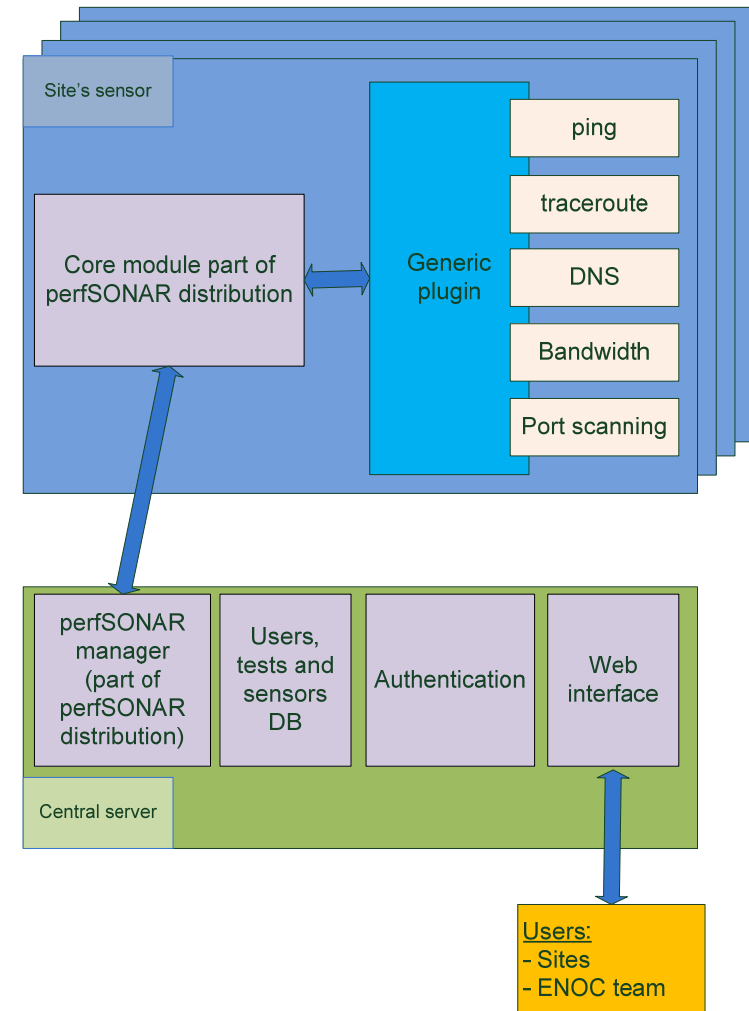 Site's sensor
Core module part of
perfSONAR distribution
Generic
plugin
ping
traceroute
DNS
Bandwidth
Port scanning
perfSONAR
manager
(part of
perfSONAR
distribution)
Users,
tests and
sensors
DB
Authentication
Web
interface
Central server
Users:
- Sites
- ENOC team